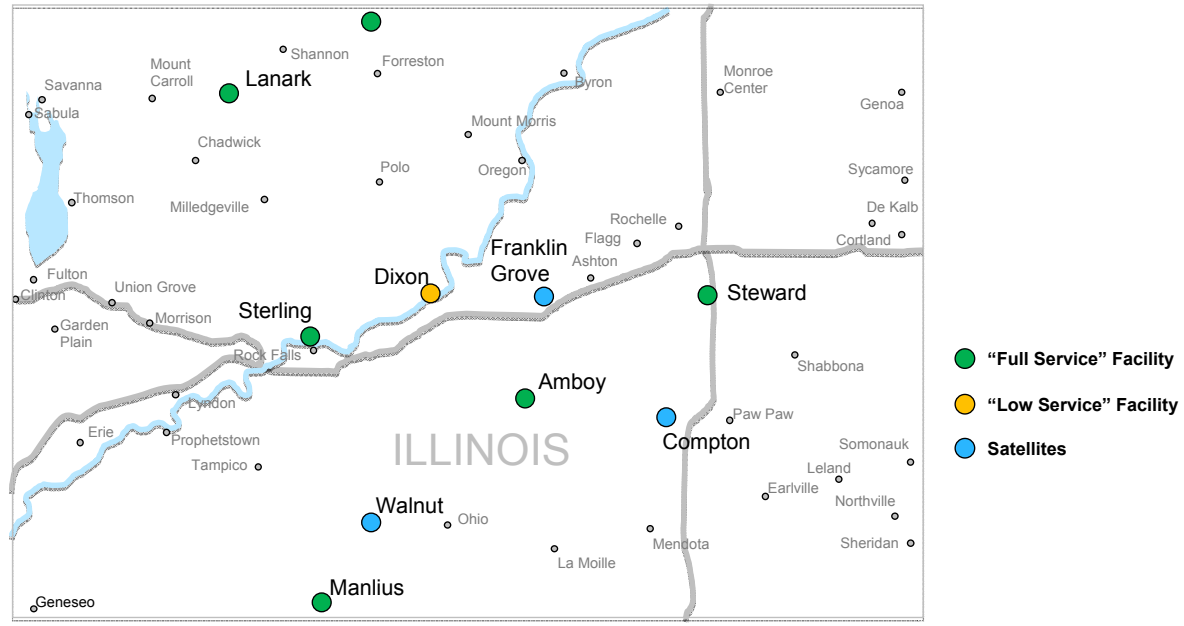 Shannon
Forreston
Mount
Carroll
Lanark
Byron
Monroe
Center
Savanna
Sabula
Genoa
Chadwick
Mount Morris
Polo
Oregon
Sycamore
Thomson
Milledgeville
De Kalb
Cortland
Rochelle
Flagg
Ashton
Franklin
Grove
Dixon
Fulton
Clinton
Union Grove
Morrison
Garden
Plain
Sterling
Rock Falls
Steward
Shabbona
Amboy
Lyndon
Erie
Prophetstown
Tampico
ILLINOIS
Compton
Paw Paw
Somonauk
Leland
Earlville
Northville
Sheridan
Walnut
Ohio
La Moille
Mendota
Manlius
Geneseo
“Full Service” Facility
“Low Service” Facility
Satellites